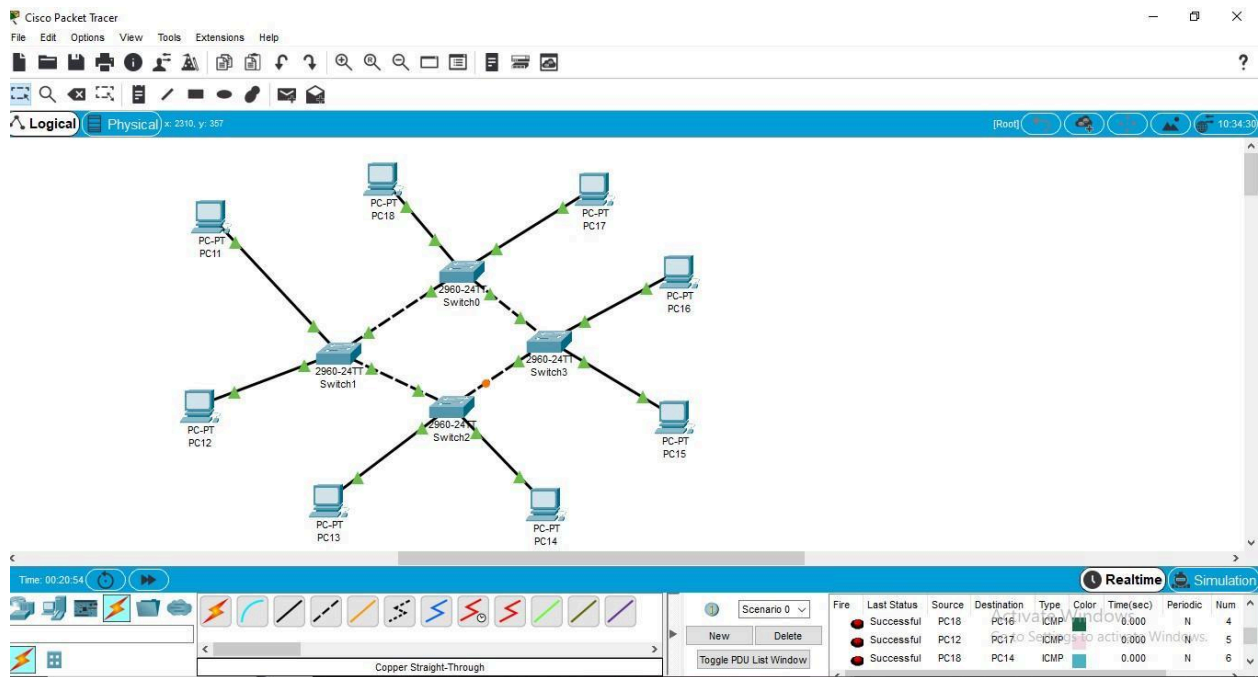 Cisco Packet Tracer
File Edit Options View Tools Extensions Help
?
Logical Physical x: 2310, y: 357 [Root] 10:34:30
PC-PT
PC18
PC-PT
PC17
PC-PT
PC11
2960-24TT
Switch0
PC-PT
PC16
2960-24TT
Switch3
2960-24TT
Switch1
2960-24TT
Switch2
PC-PT
PC12
PC-PT
PC15
PC-PT
PC13
PC-PT
PC14
Time: 00:20:54 Realtime Simulation
Scenario 0
New Delete
Toggle PDU List Window
Copper Straight-Through
Fire Last Status Source Destination Type Color Time(sec) Periodic Num
Successful PC18 PC16 ICMP 0.000 N 4
Successful PC12 PC17 ICMP 0.000 N 5
Successful PC18 PC14 ICMP 0.000 N 6
Activate Windows
Go to Settings to activate Windows.